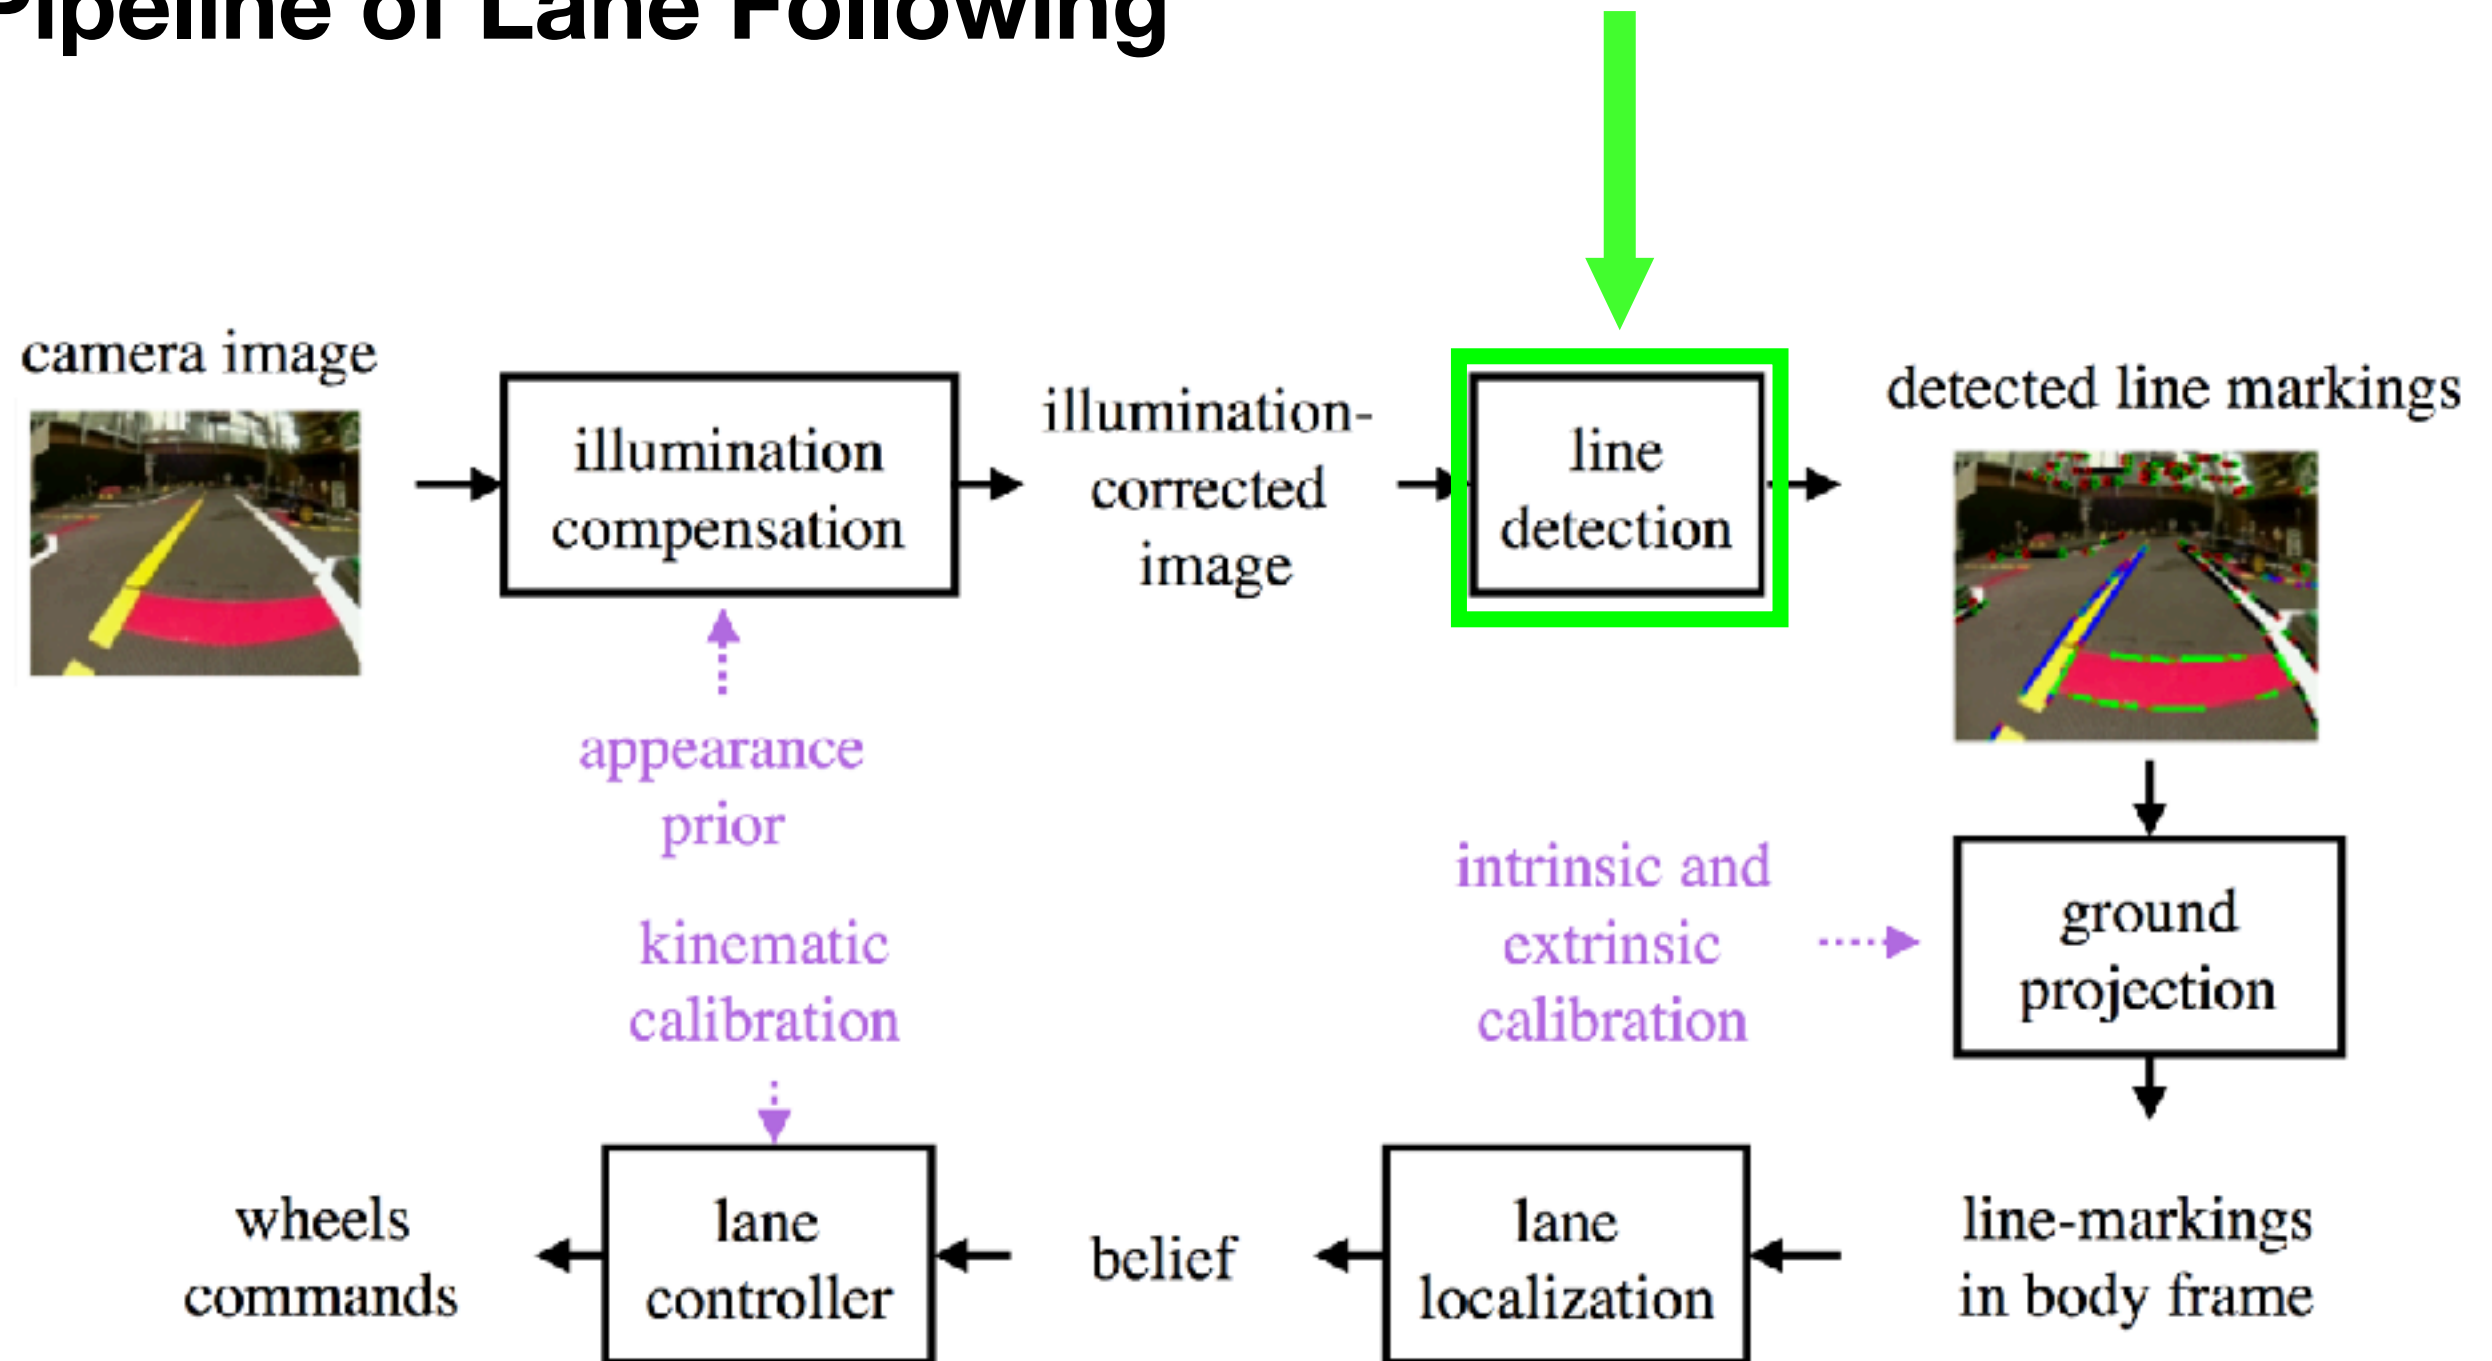 Pipeline of Lane Following
camera image
illumination
compensation
illumination-
corrected
image
line
detection
detected line markings
appearance
prior
kinematic
calibration
intrinsic and
extrinsic
calibration
ground
projection
wheels
commands
lane
controller
belief
lane
localization
line-markings
in body frame